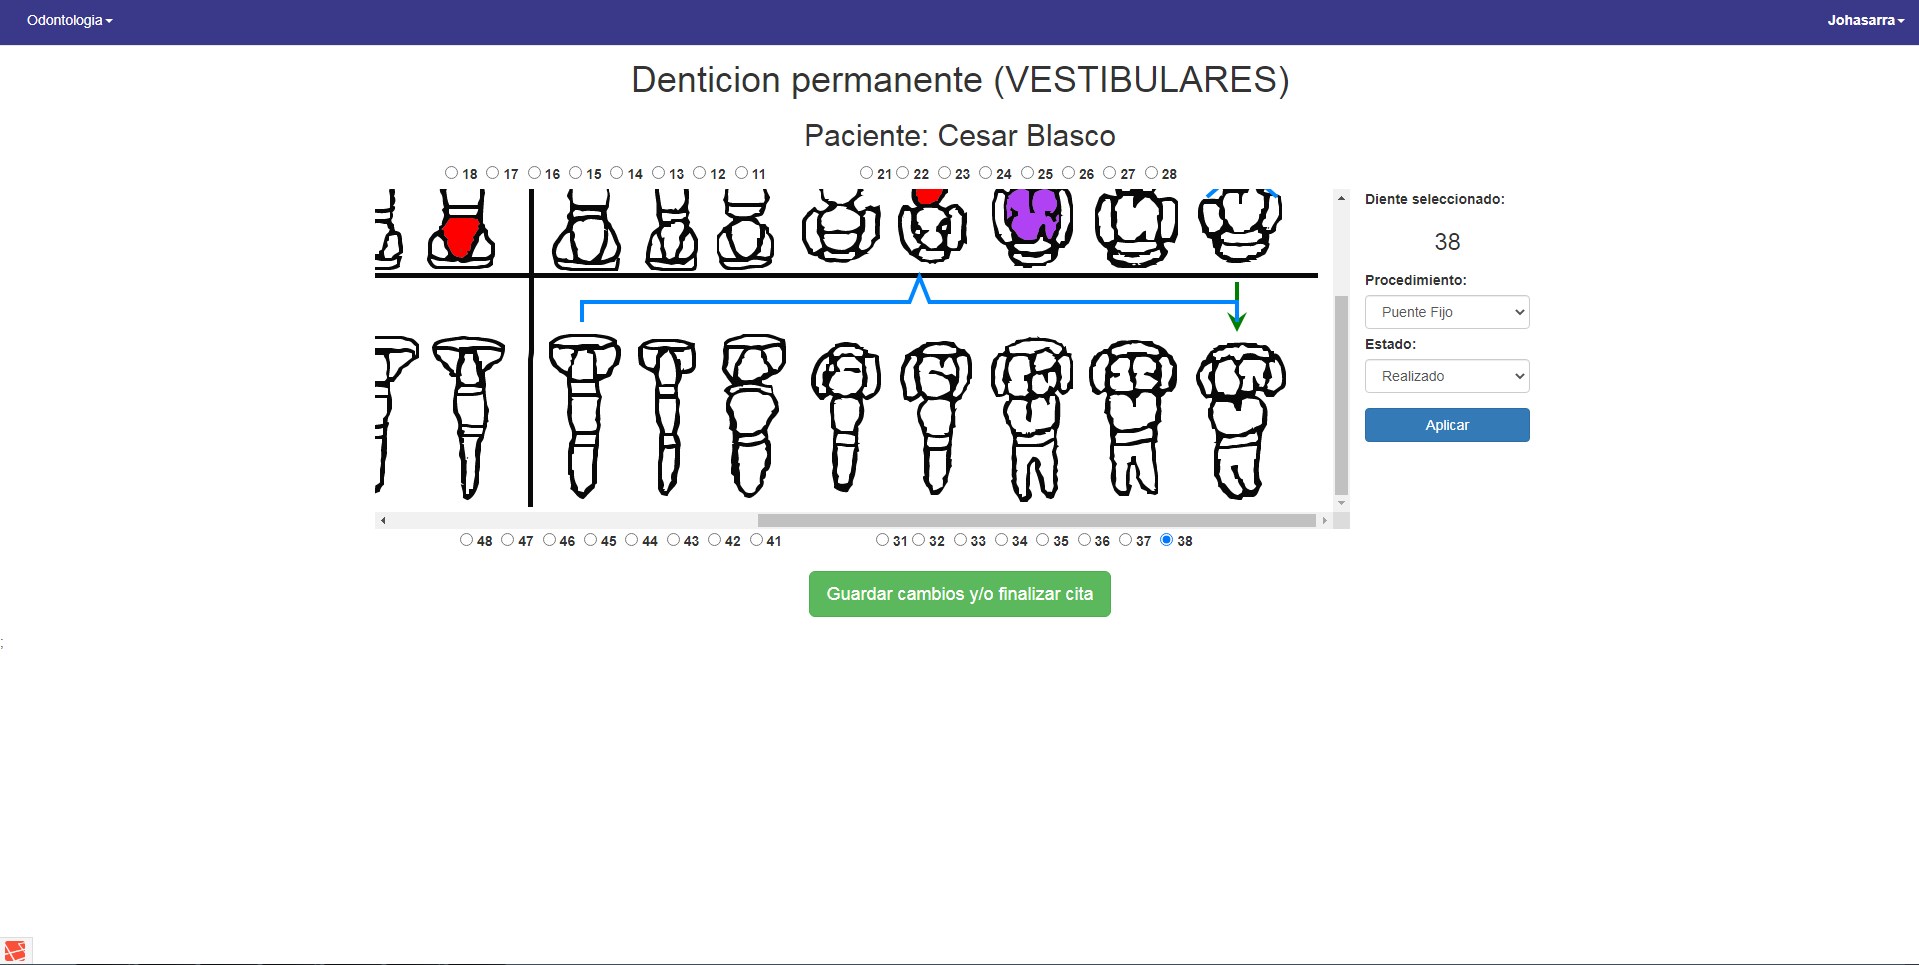 Odontologia
Johasarra
Denticion permanente (VESTIBULARES)
Paciente: Cesar Blasco
18 17 16 15 14 13 12 11 21 22 23 24 25 26 27 28
Diente seleccionado:
38
Procedimiento:
Puente Fijo
Estado:
Realizado
Aplicar
48 47 46 45 44 43 42 41 31 32 33 34 35 36 37 38
Guardar cambios y/o finalizar cita
;